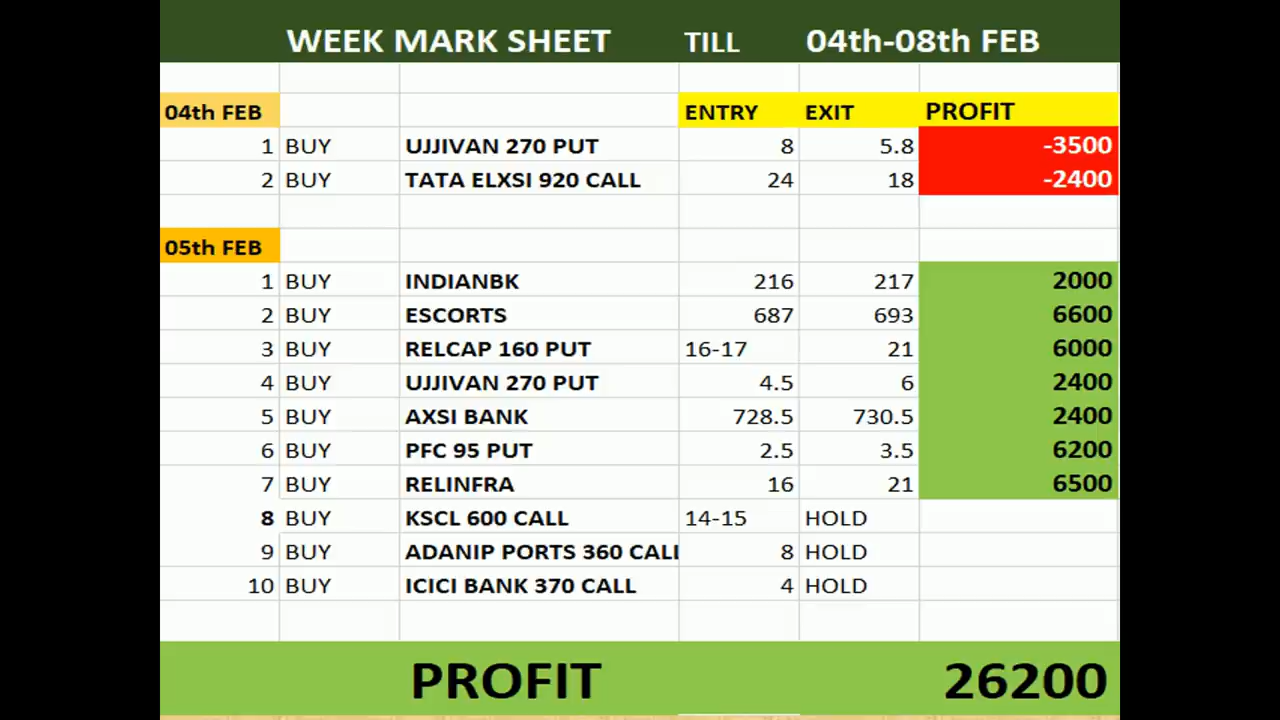 WEEK MARK SHEET TILL 04th-08th FEB
04th FEB ENTRY EXIT PROFIT
1 BUY UJJIVAN 270 PUT 8 5.8 -3500
2 BUY TATA ELXSI 920 CALL 24 18 -2400
05th FEB
1 BUY INDIANBK 216 217 2000
2 BUY ESCORTS 687 693 6600
3 BUY RELCAP 160 PUT 16-17 21 6000
4 BUY UJJIVAN 270 PUT 4.5 6 2400
5 BUY AXSI BANK 728.5 730.5 2400
6 BUY PFC 95 PUT 2.5 3.5 6200
7 BUY RELINFRA 16 21 6500
8 BUY KSCL 600 CALL 14-15 HOLD
9 BUY ADANIP PORTS 360 CALL 8 HOLD
10 BUY ICICI BANK 370 CALL 4 HOLD
PROFIT 26200